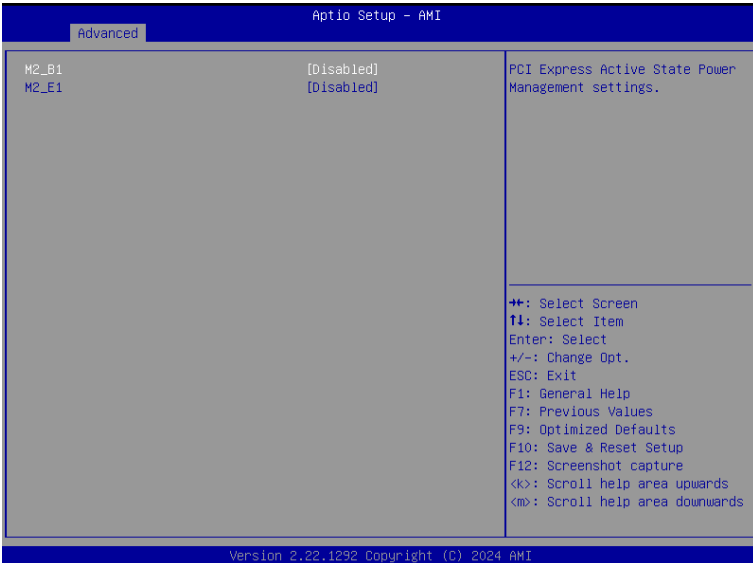 Aptio Setup - AMI
Advanced
M2_B1 [Disabled]
M2_E1 [Disabled]
PCI Express Active State Power
Management settings.
→←: Select Screen
↑↓: Select Item
Enter: Select
+/-: Change Opt.
ESC: Exit
F1: General Help
F7: Previous Values
F9: Optimized Defaults
F10: Save & Reset Setup
F12: Screenshot capture
<k>: Scroll help area upwards
<m>: Scroll help area downwards
Version 2.22.1292 Copyright (C) 2024 AMI